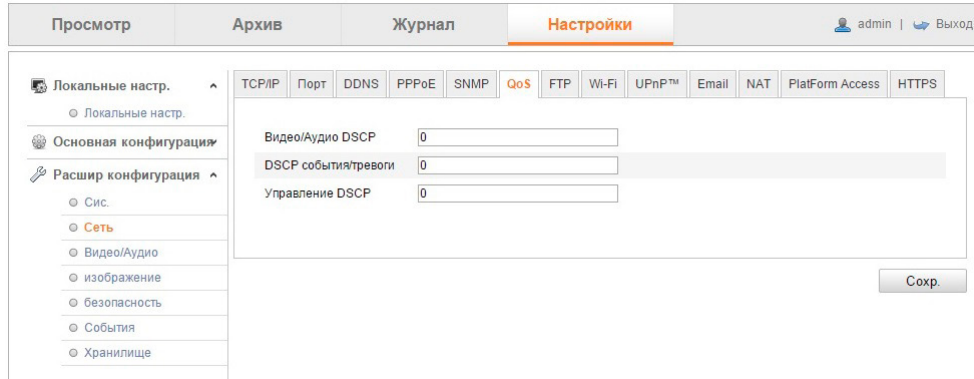 Просмотр Архив Журнал Настройки admin | Выход
Локальные настр.
Локальные настр.
Основная конфигурация
Расшир конфигурация
Сис.
Сеть
Видео/Аудио
изображение
безопасность
События
Хранилище
TCP/IP Порт DDNS PPPoE SNMP QoS FTP Wi-Fi UPnP™ Email NAT PlatForm Access HTTPS
Видео/Аудио DSCP 0
DSCP события/тревоги 0
Управление DSCP 0
Сохр.